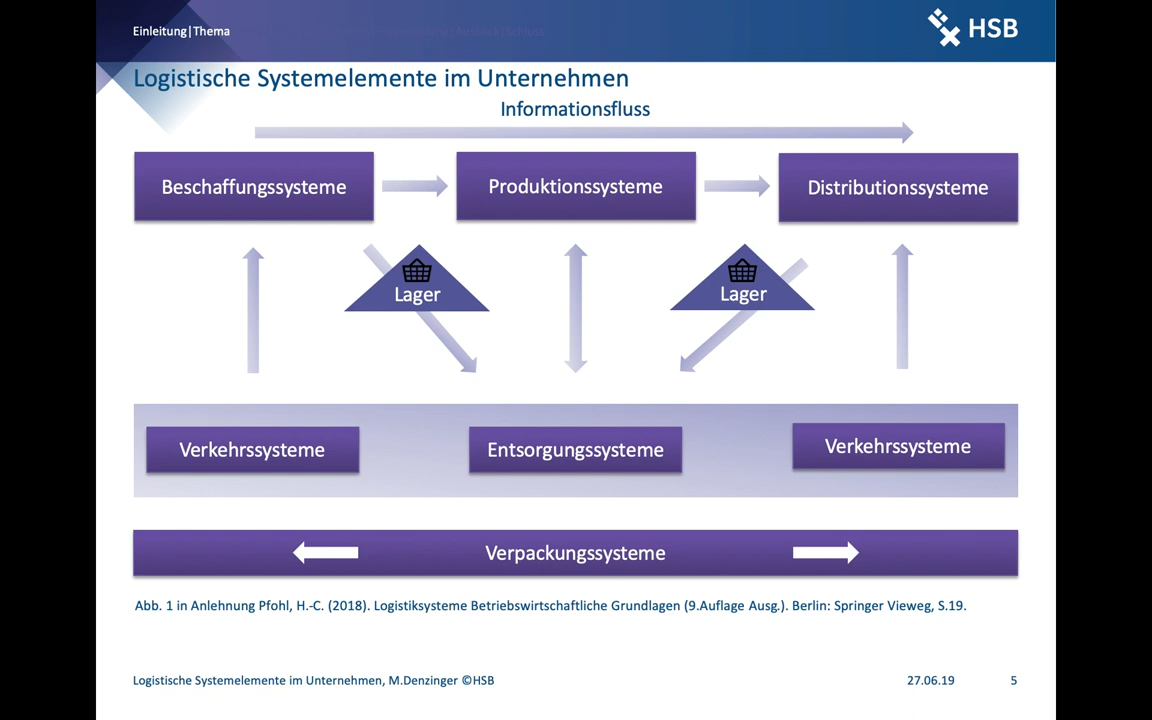 Einleitung|Thema
HSB
Logistische Systemelemente im Unternehmen
Informationsfluss
Beschaffungssysteme
Produktionssysteme
Distributionssysteme
Lager
Lager
Verkehrssysteme
Entsorgungssysteme
Verkehrssysteme
Verpackungssysteme
Abb. 1 in Anlehnung Pfohl, H.-C. (2018). Logistiksysteme Betriebswirtschaftliche Grundlagen (9.Auflage Ausg.). Berlin: Springer Vieweg, S.19.
Logistische Systemelemente im Unternehmen, M.Denzinger ©HSB
27.06.19
5